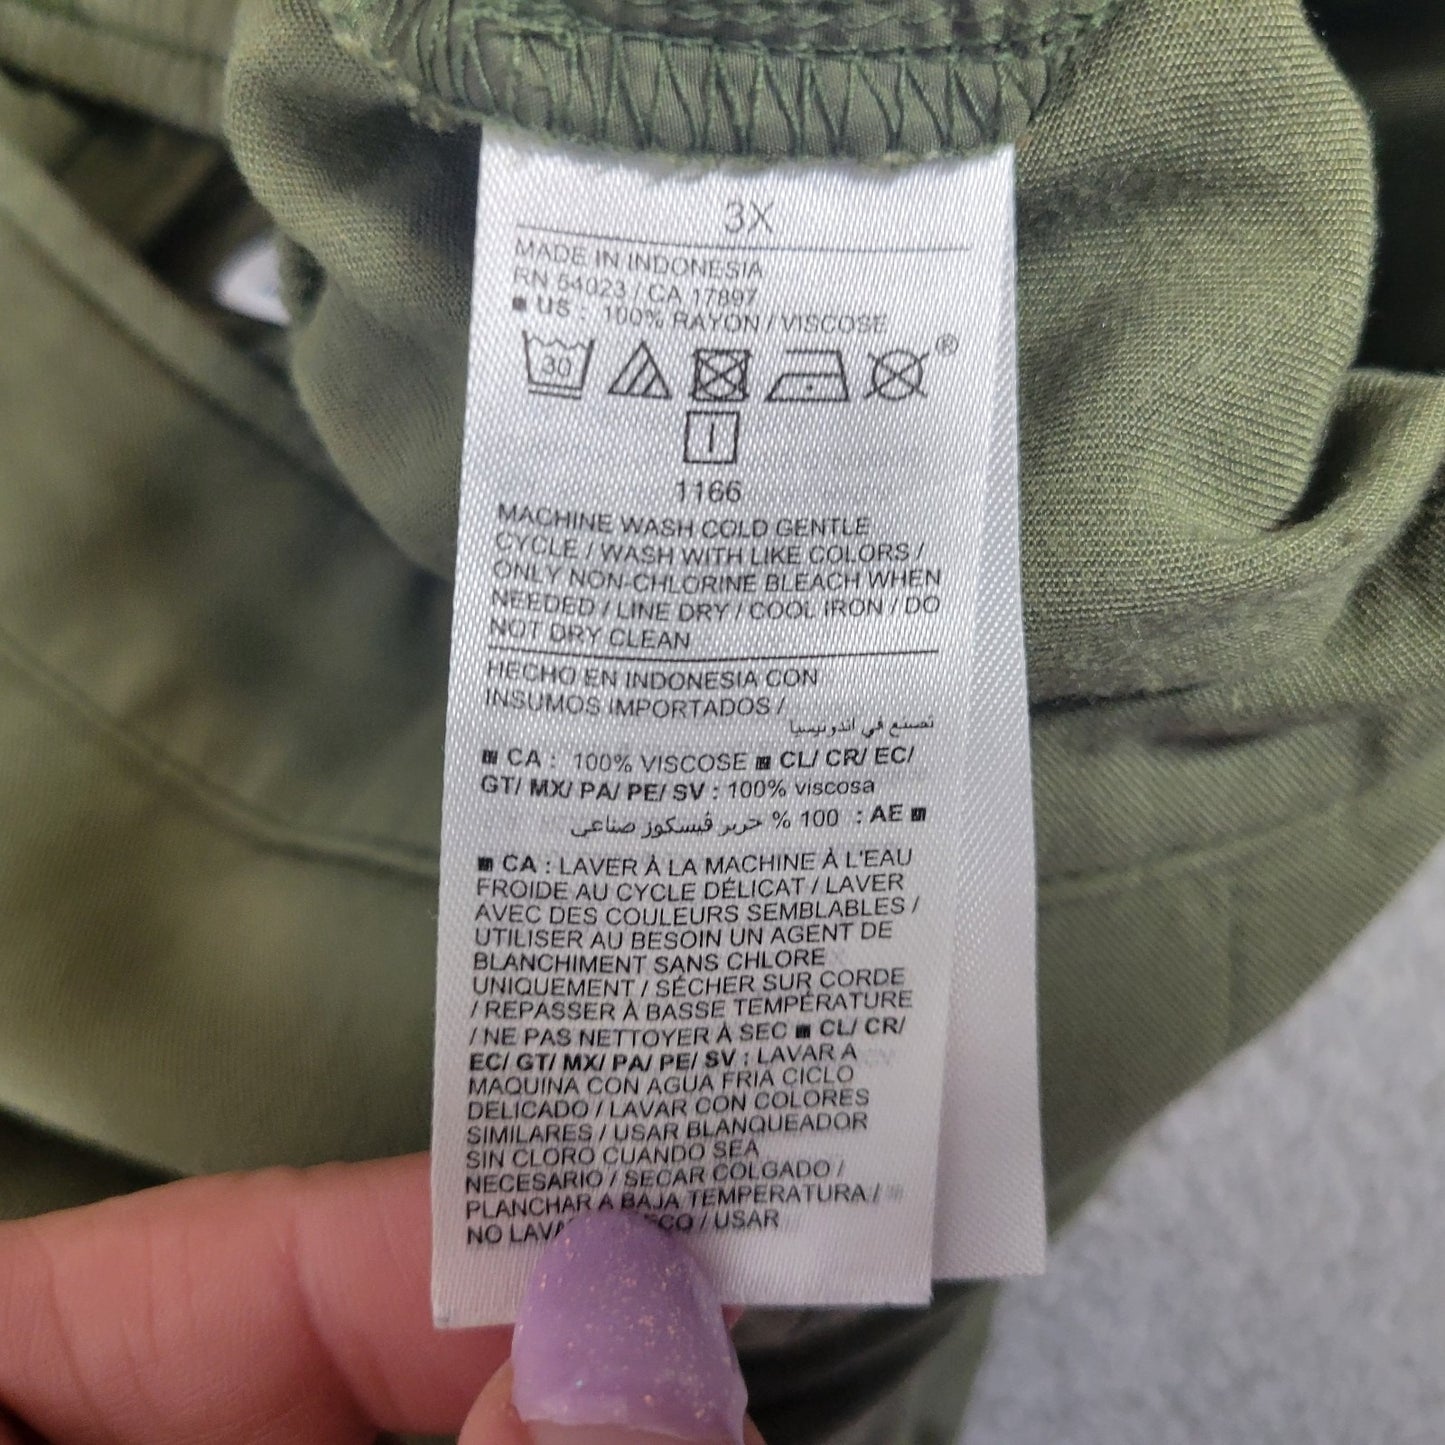 3X
MADE IN INDONESIA
RN 54023 / CA 17897
US : 100% RAYON / VISCOSE
30
®
1166
MACHINE WASH COLD GENTLE
CYCLE / WASH WITH LIKE COLORS /
ONLY NON-CHLORINE BLEACH WHEN
NEEDED / LINE DRY / COOL IRON / DO
NOT DRY CLEAN
HECHO EN INDONESIA CON
INSUMOS IMPORTADOS /
تصنع في اندونيسيا
CA : 100% VISCOSE CL/ CR/ EC/
GT/ MX/ PA/ PE/ SV : 100% viscosa
AE : 100 % حرير فيسكوز صناعي
CA : LAVER À LA MACHINE À L'EAU
FROIDE AU CYCLE DÉLICAT / LAVER
AVEC DES COULEURS SEMBLABLES /
UTILISER AU BESOIN UN AGENT DE
BLANCHIMENT SANS CHLORE
UNIQUEMENT / SÉCHER SUR CORDE
/ REPASSER À BASSE TEMPÉRATURE
/ NE PAS NETTOYER À SEC CL/ CR/
EC/ GT/ MX/ PA/ PE/ SV : LAVAR A
MAQUINA CON AGUA FRIA CICLO
DELICADO / LAVAR CON COLORES
SIMILARES / USAR BLANQUEADOR
SIN CLORO CUANDO SEA
NECESARIO / SECAR COLGADO /
PLANCHAR A BAJA TEMPERATURA /
NO / USAR